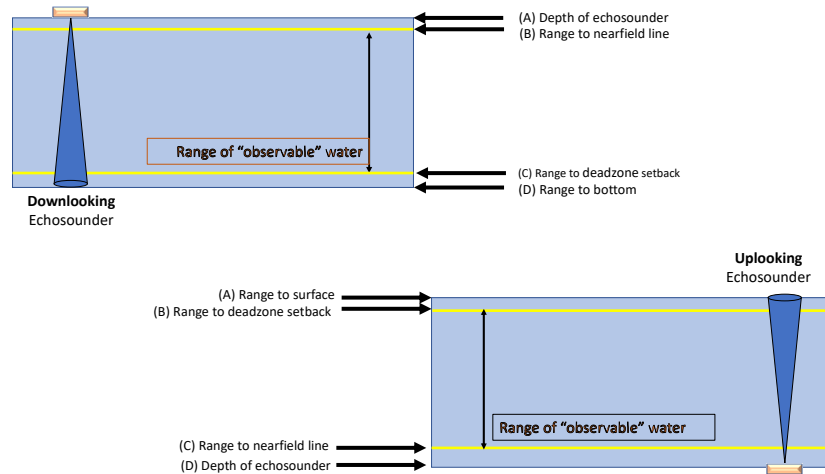 (A) Depth of echosounder
(B) Range to nearfield line
Range of “observable” water
(C) Range to deadzone setback
(D) Range to bottom
Downlooking
Echosounder
Uplooking
Echosounder
(A) Range to surface
(B) Range to deadzone setback
Range of “observable” water
(C) Range to nearfield line
(D) Depth of echosounder